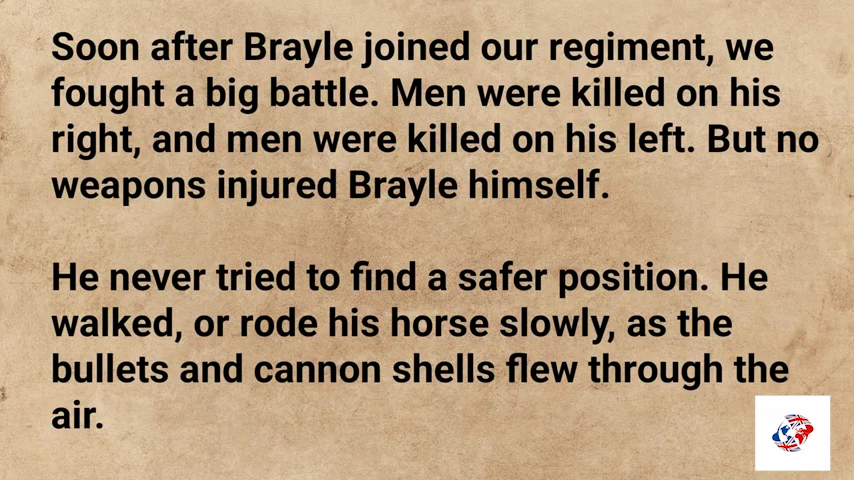 Soon after Brayle joined our regiment, we
fought a big battle. Men were killed on his
right, and men were killed on his left. But no
weapons injured Brayle himself.
He never tried to find a safer position. He
walked, or rode his horse slowly, as the
bullets and cannon shells flew through the
air.